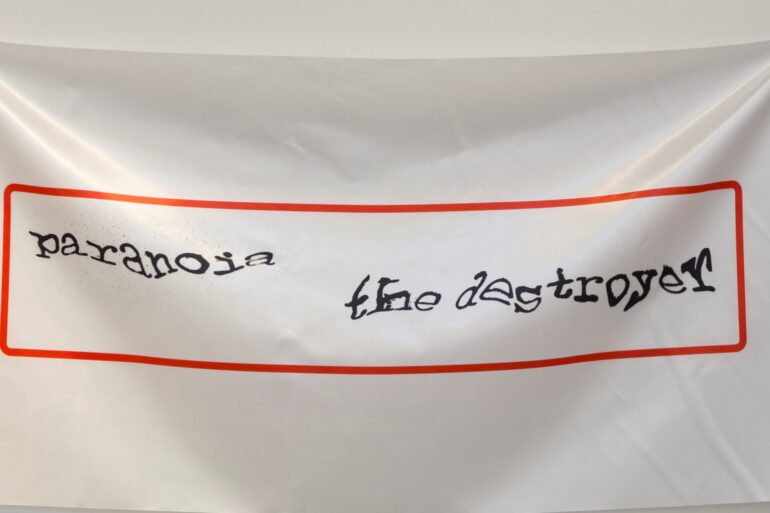 paranoia
the destroyer